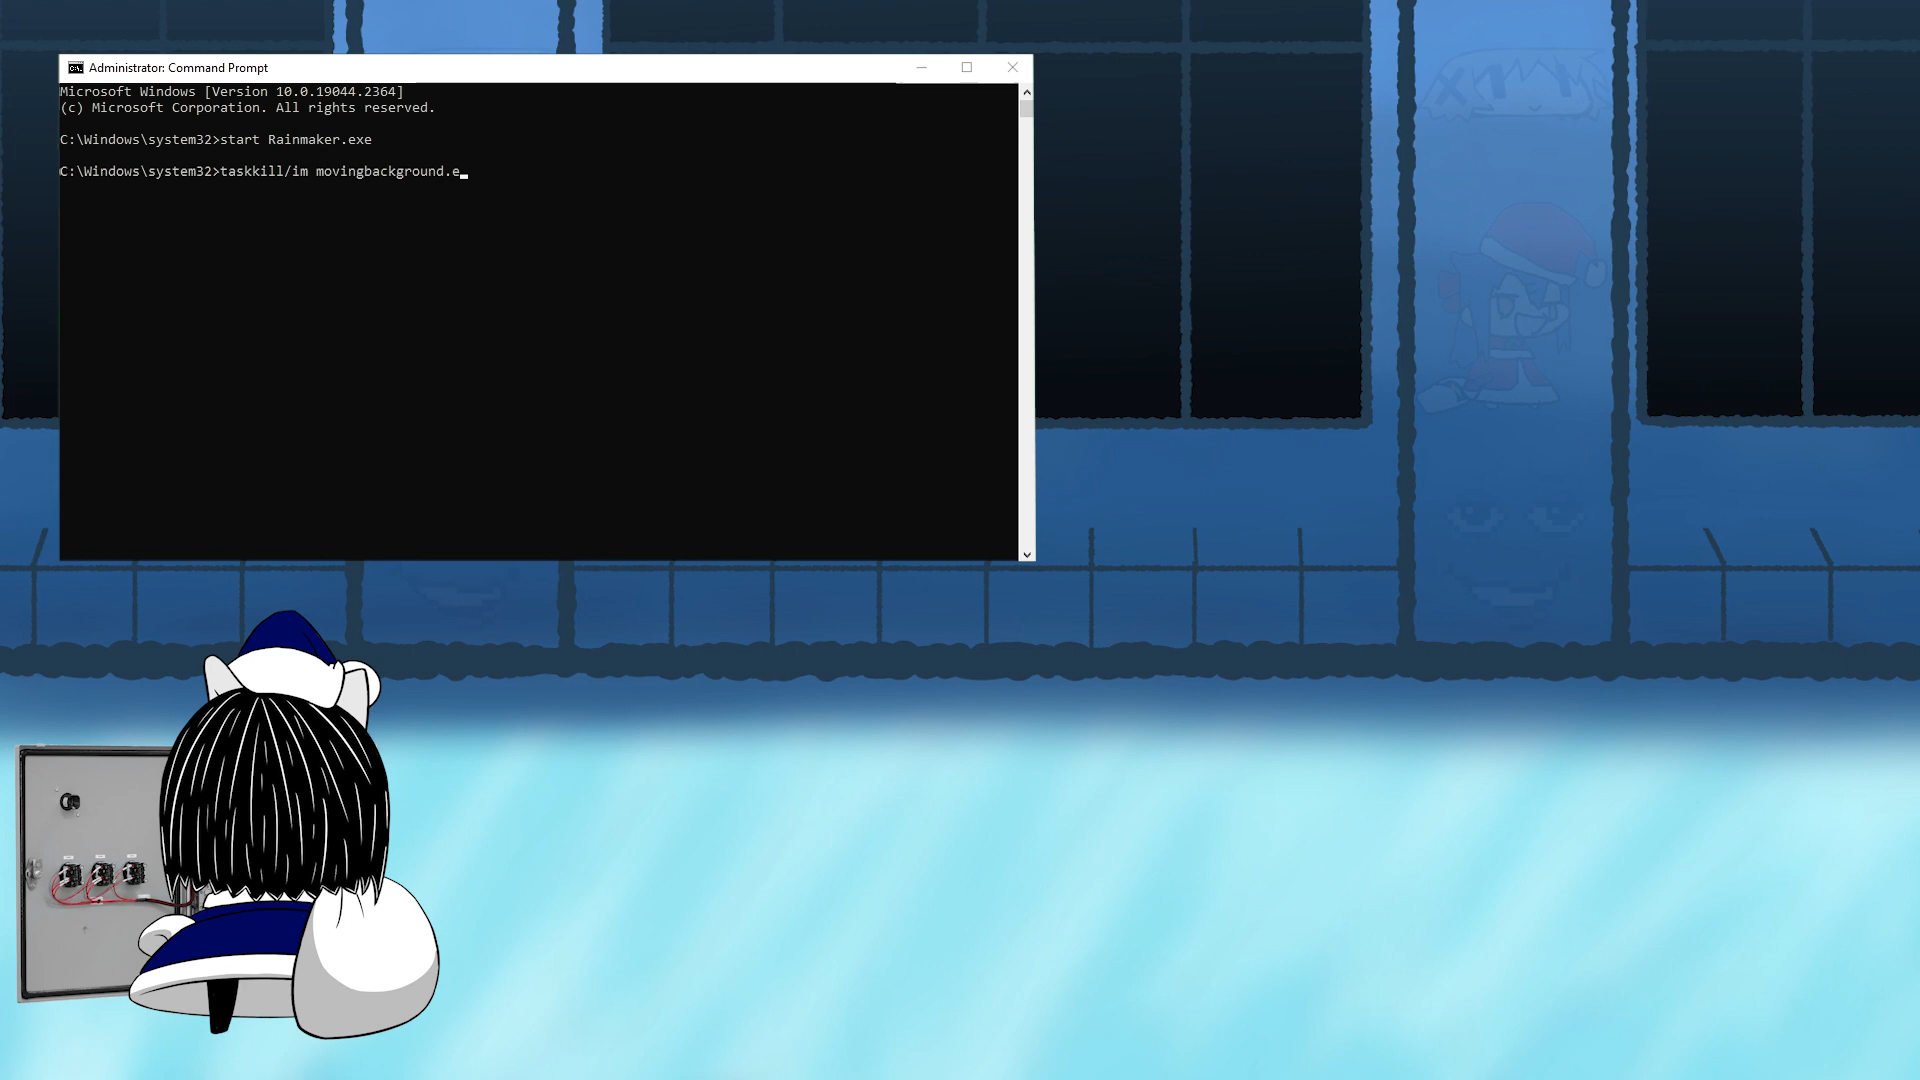 Administrator: Command Prompt
Microsoft Windows [Version 10.0.19044.2364]
(c) Microsoft Corporation. All rights reserved.
C:\Windows\system32>start Rainmaker.exe
C:\Windows\system32>taskkill/im movingbackground.e